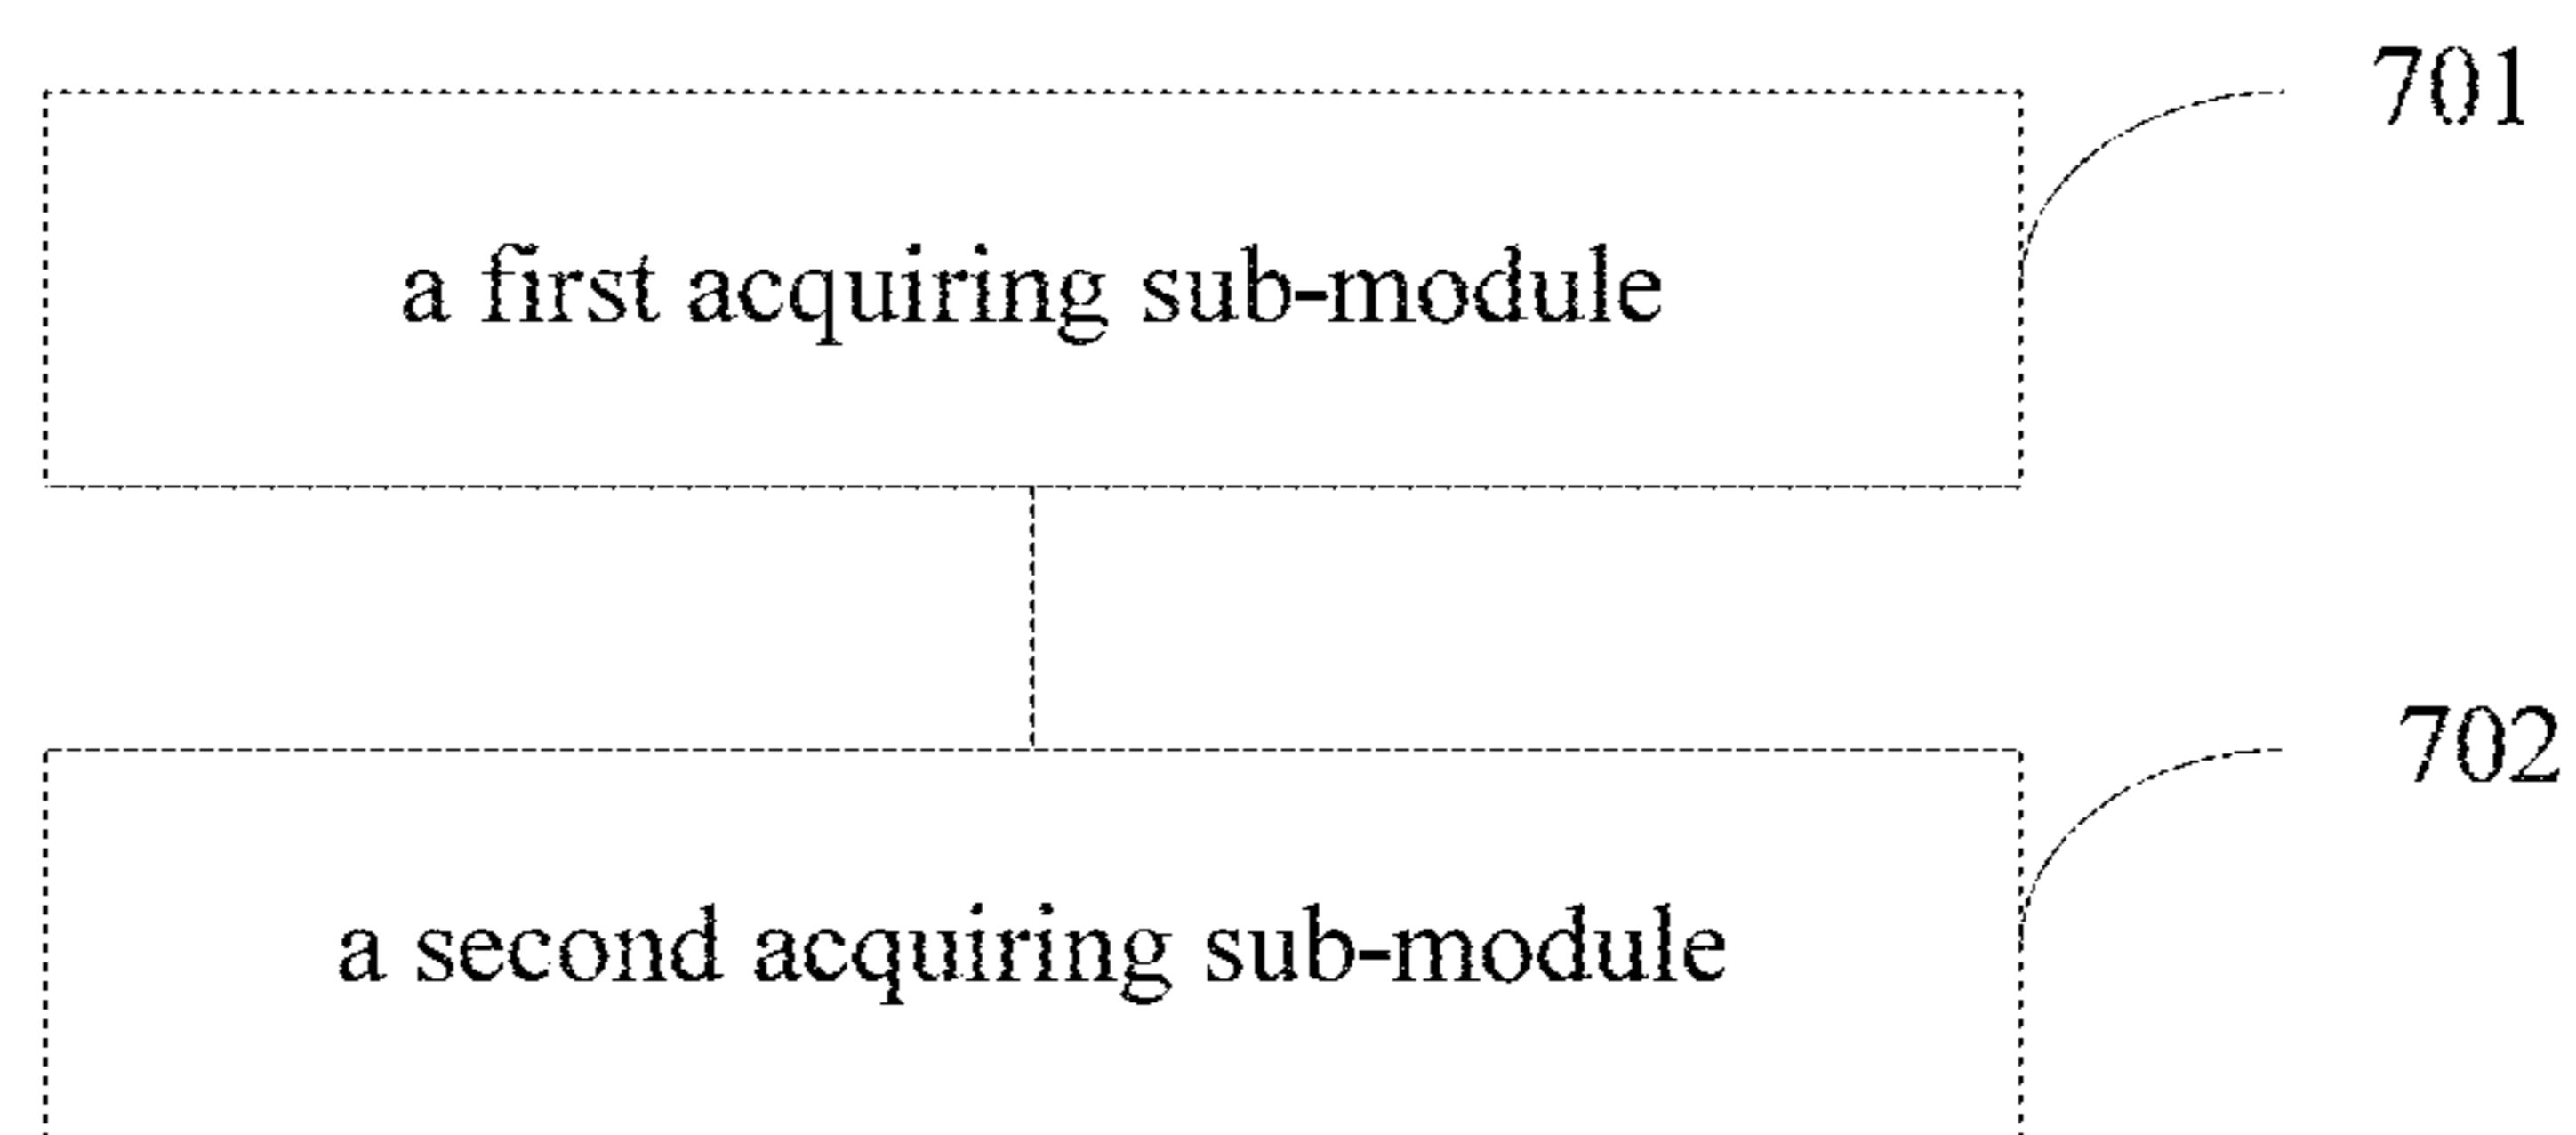 701
a first acquiring sub-module
702
a second acquiring sub-module